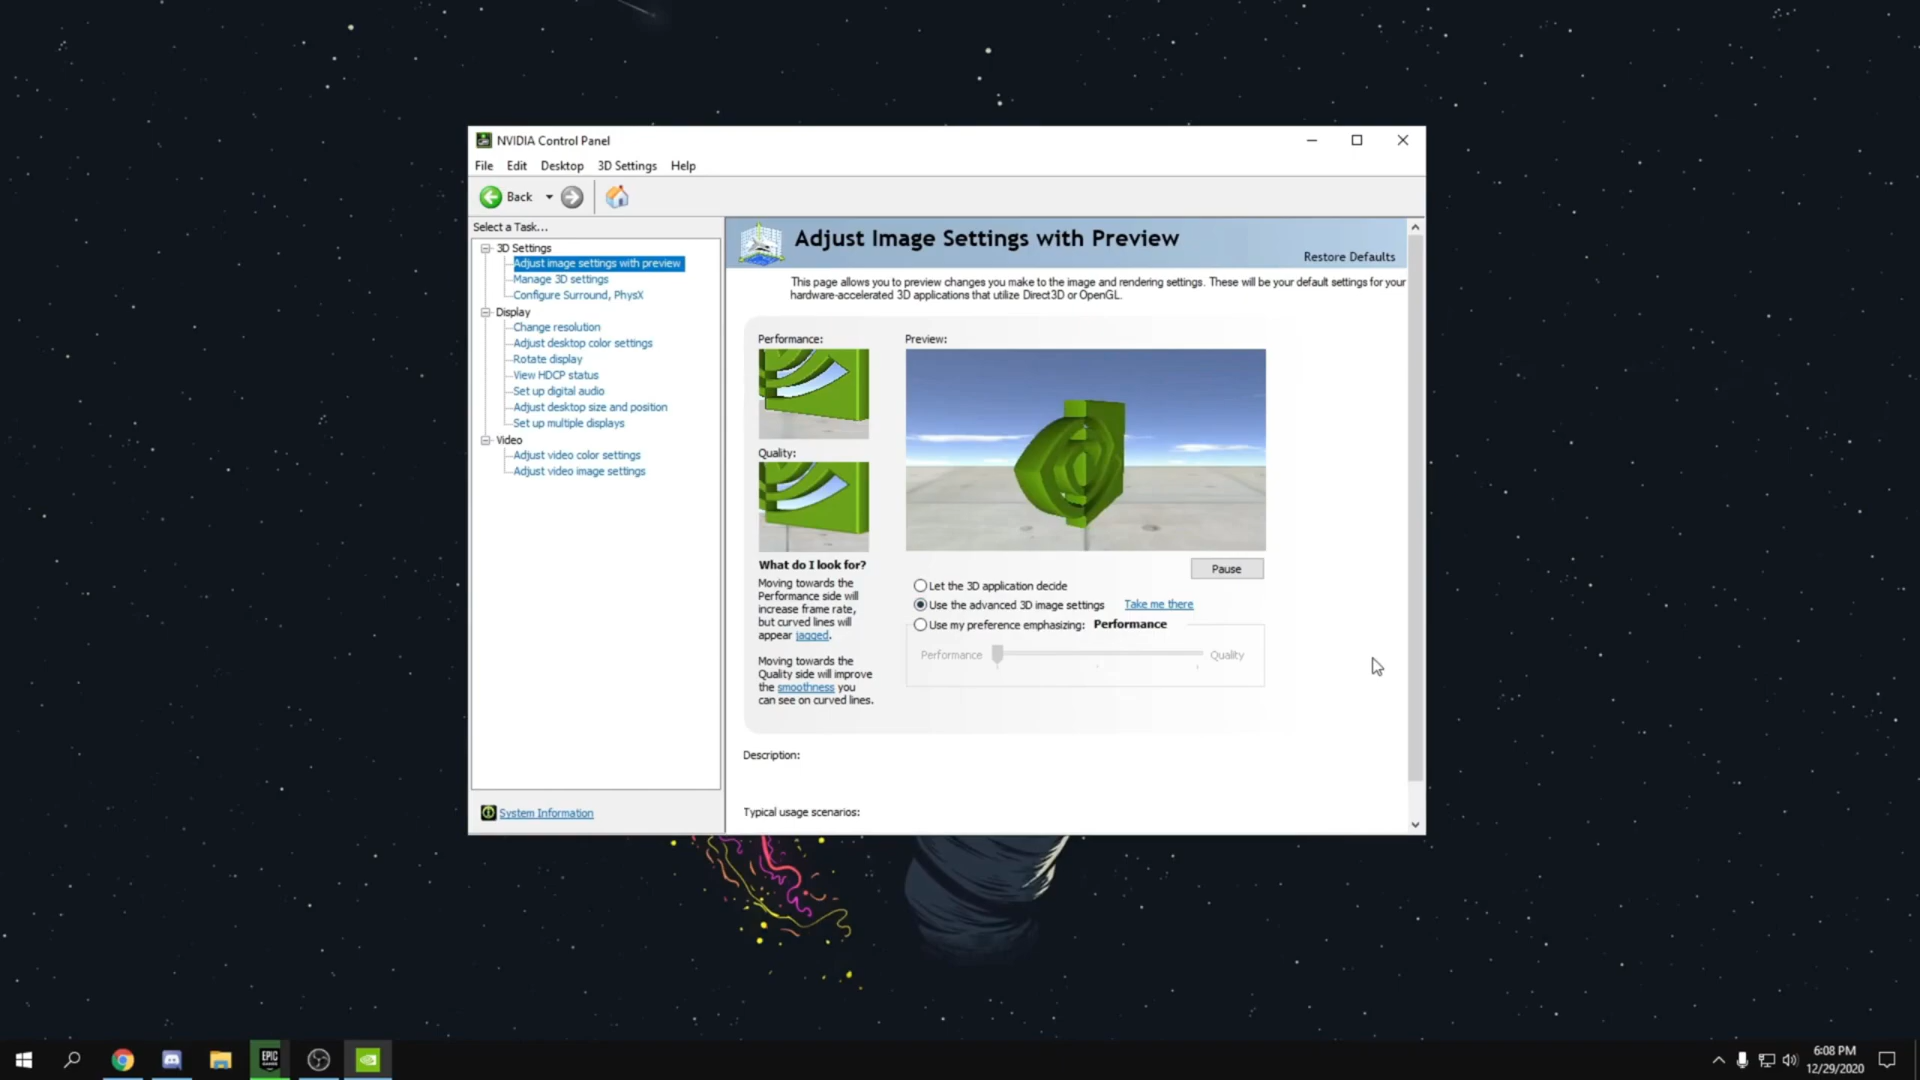 NVIDIA Control Panel
File Edit Desktop 3D Settings Help
Back
Select a Task...
3D Settings
Adjust image settings with preview
Manage 3D settings
Configure Surround, PhysX
Display
Change resolution
Adjust desktop color settings
Rotate display
View HDCP status
Set up digital audio
Adjust desktop size and position
Set up multiple displays
Video
Adjust video color settings
Adjust video image settings
System Information
Adjust Image Settings with Preview
Restore Defaults
This page allows you to preview changes you make to the image and rendering settings. These will be your default settings for your
hardware-accelerated 3D applications that utilize Direct3D or OpenGL.
Performance:
Quality:
What do I look for?
Moving towards the
Performance side will
increase frame rate,
but curved lines will
appear jagged.
Moving towards the
Quality side will improve
the smoothness you
can see on curved lines.
Preview:
Pause
Let the 3D application decide
Use the advanced 3D image settings Take me there
Use my preference emphasizing: Performance
Performance Quality
Description:
Typical usage scenarios:
EPIC
GAMES
6:08 PM
12/29/2020